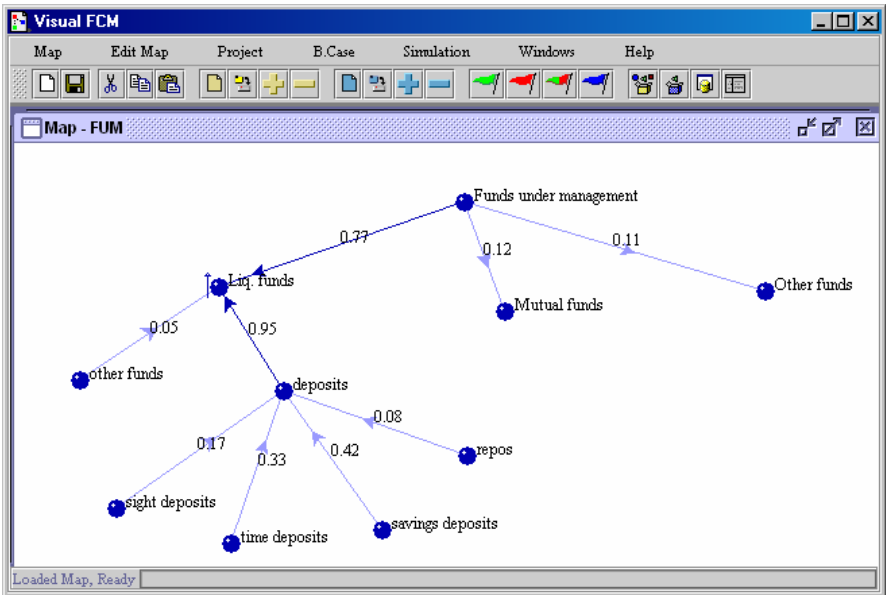 Visual FCM
Map Edit Map Project B.Case Simulation Windows Help
Map - FUM
Funds under management
0.77
0.12
0.11
Liq. funds
Other funds
Mutual funds
0.05
0.95
other funds
deposits
0.08
0.17
0.33
0.42
repos
sight deposits
savings deposits
time deposits
Loaded Map, Ready